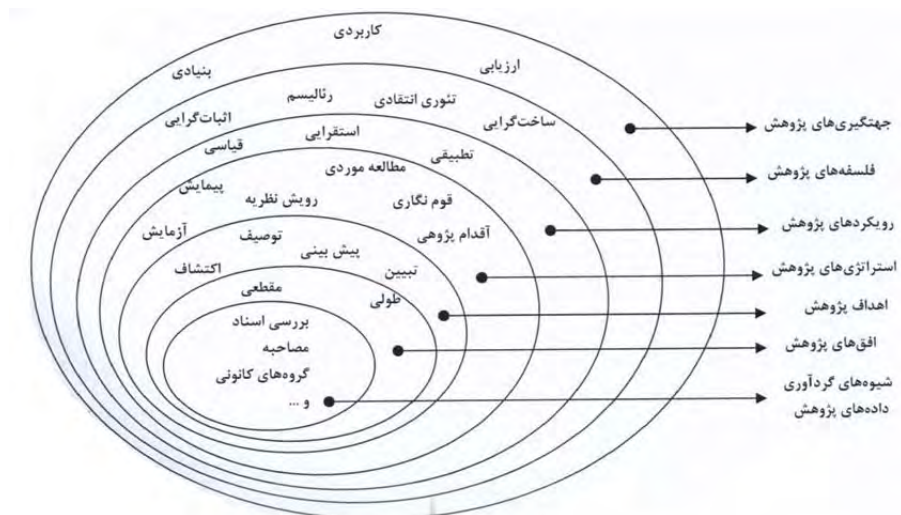 کاربردی
بنیادی
ارزیابی
رئالیسم
تئوری انتقادی
اثبات‌گرایی
ساخت‌گرایی
استقرایی
قیاسی
تطبیقی
مطالعه موردی
پیمایش
قوم نگاری
رویش نظریه
آزمایش
أقدام پژوهی
توصیف
پیش بینی
اکتشاف
تبیین
مقطعی
طولی
بررسی اسناد
مصاحبه
گروه‌های کانونی
و ...
جهتگیری‌های پژوهش
فلسفه‌های پژوهش
رویکردهای پژوهش
استراتژی‌های پژوهش
اهداف پژوهش
افق‌های پژوهش
شیوه‌های گردآوری
داده‌های پژوهش